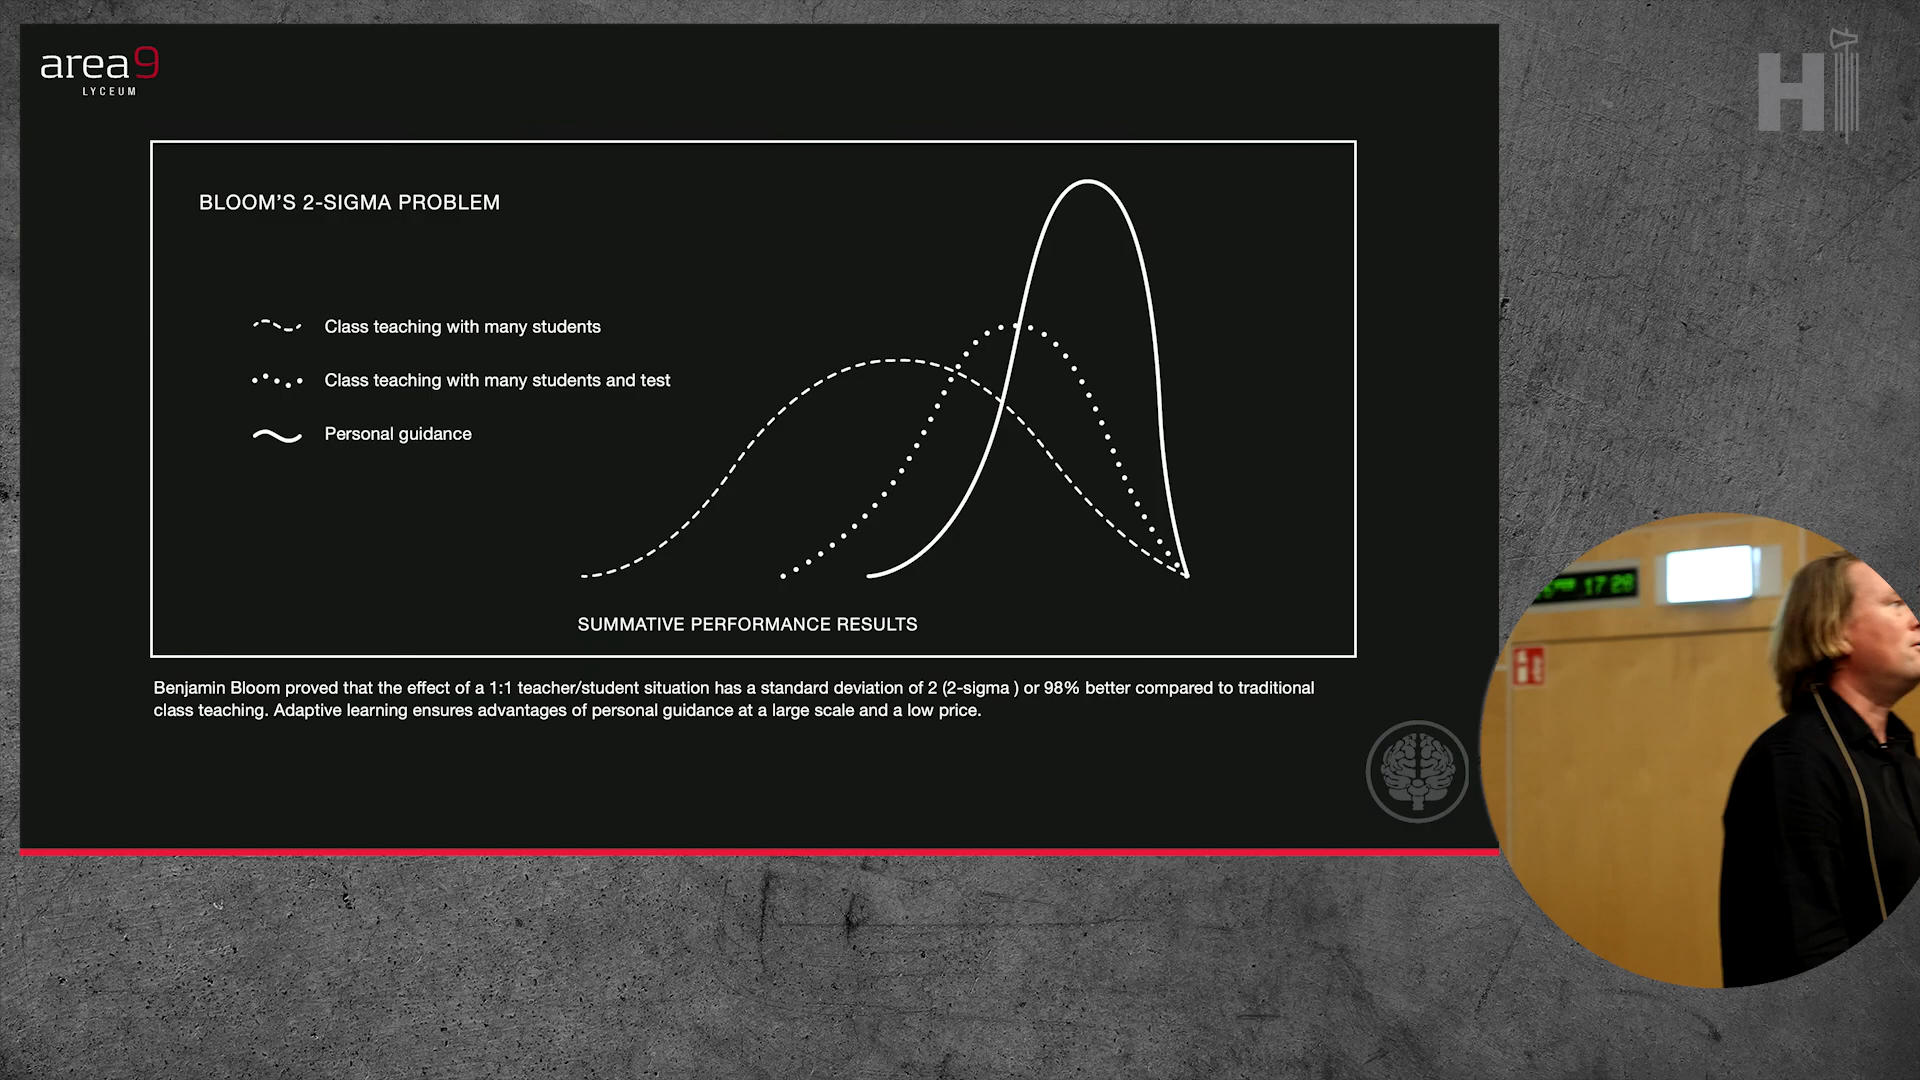 area9
LYCEUM
H
BLOOM'S 2-SIGMA PROBLEM
Class teaching with many students
Class teaching with many students and test
Personal guidance
SUMMATIVE PERFORMANCE RESULTS
Benjamin Bloom proved that the effect of a 1:1 teacher/student situation has a standard deviation of 2 (2-sigma ) or 98% better compared to traditional
class teaching. Adaptive learning ensures advantages of personal guidance at a large scale and a low price.
17 20